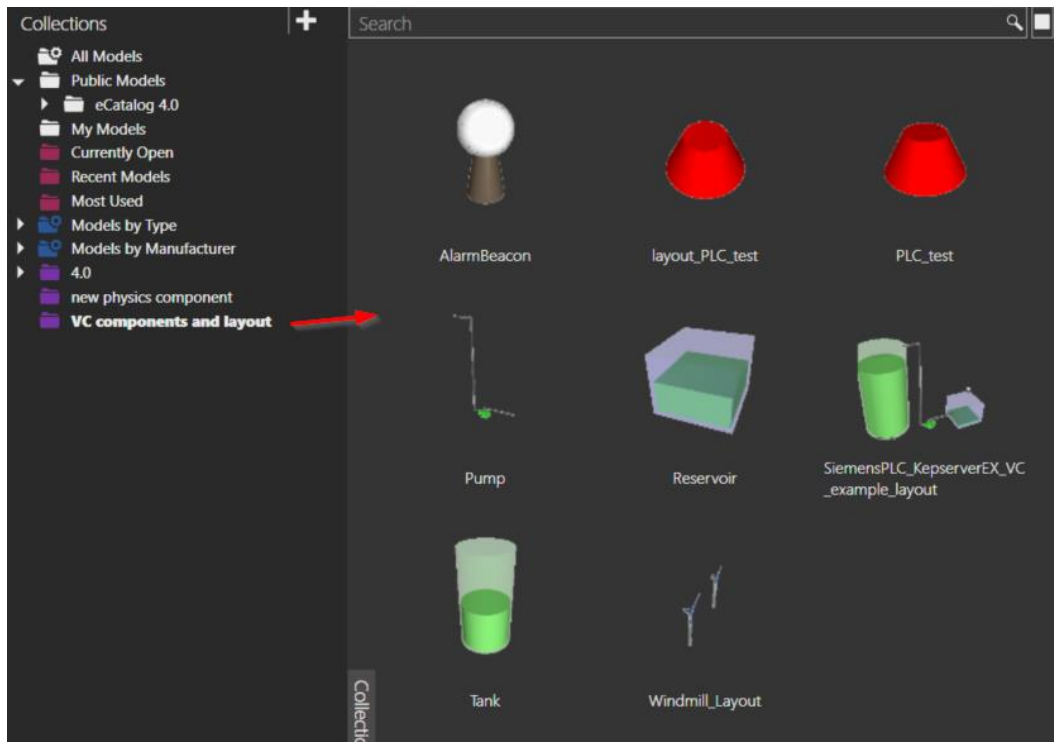 Collections
Search
All Models
Public Models
eCatalog 4.0
My Models
Currently Open
Recent Models
Most Used
Models by Type
Models by Manufacturer
4.0
new physics component
VC components and layout
AlarmBeacon
layout_PLC_test
PLC_test
Pump
Reservoir
SiemensPLC_KepserverEX_VC
_example_layout
Tank
Windmill_Layout
Collectio